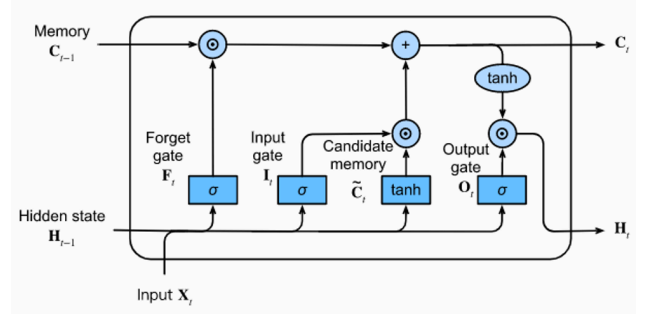 Memory
C_{t-1}
C_t
tanh
Forget
gate
F_t
Input
gate
I_t
Candidate
memory
C̃_t
Output
gate
O_t
σ
σ
tanh
σ
Hidden state
H_{t-1}
H_t
Input X_t